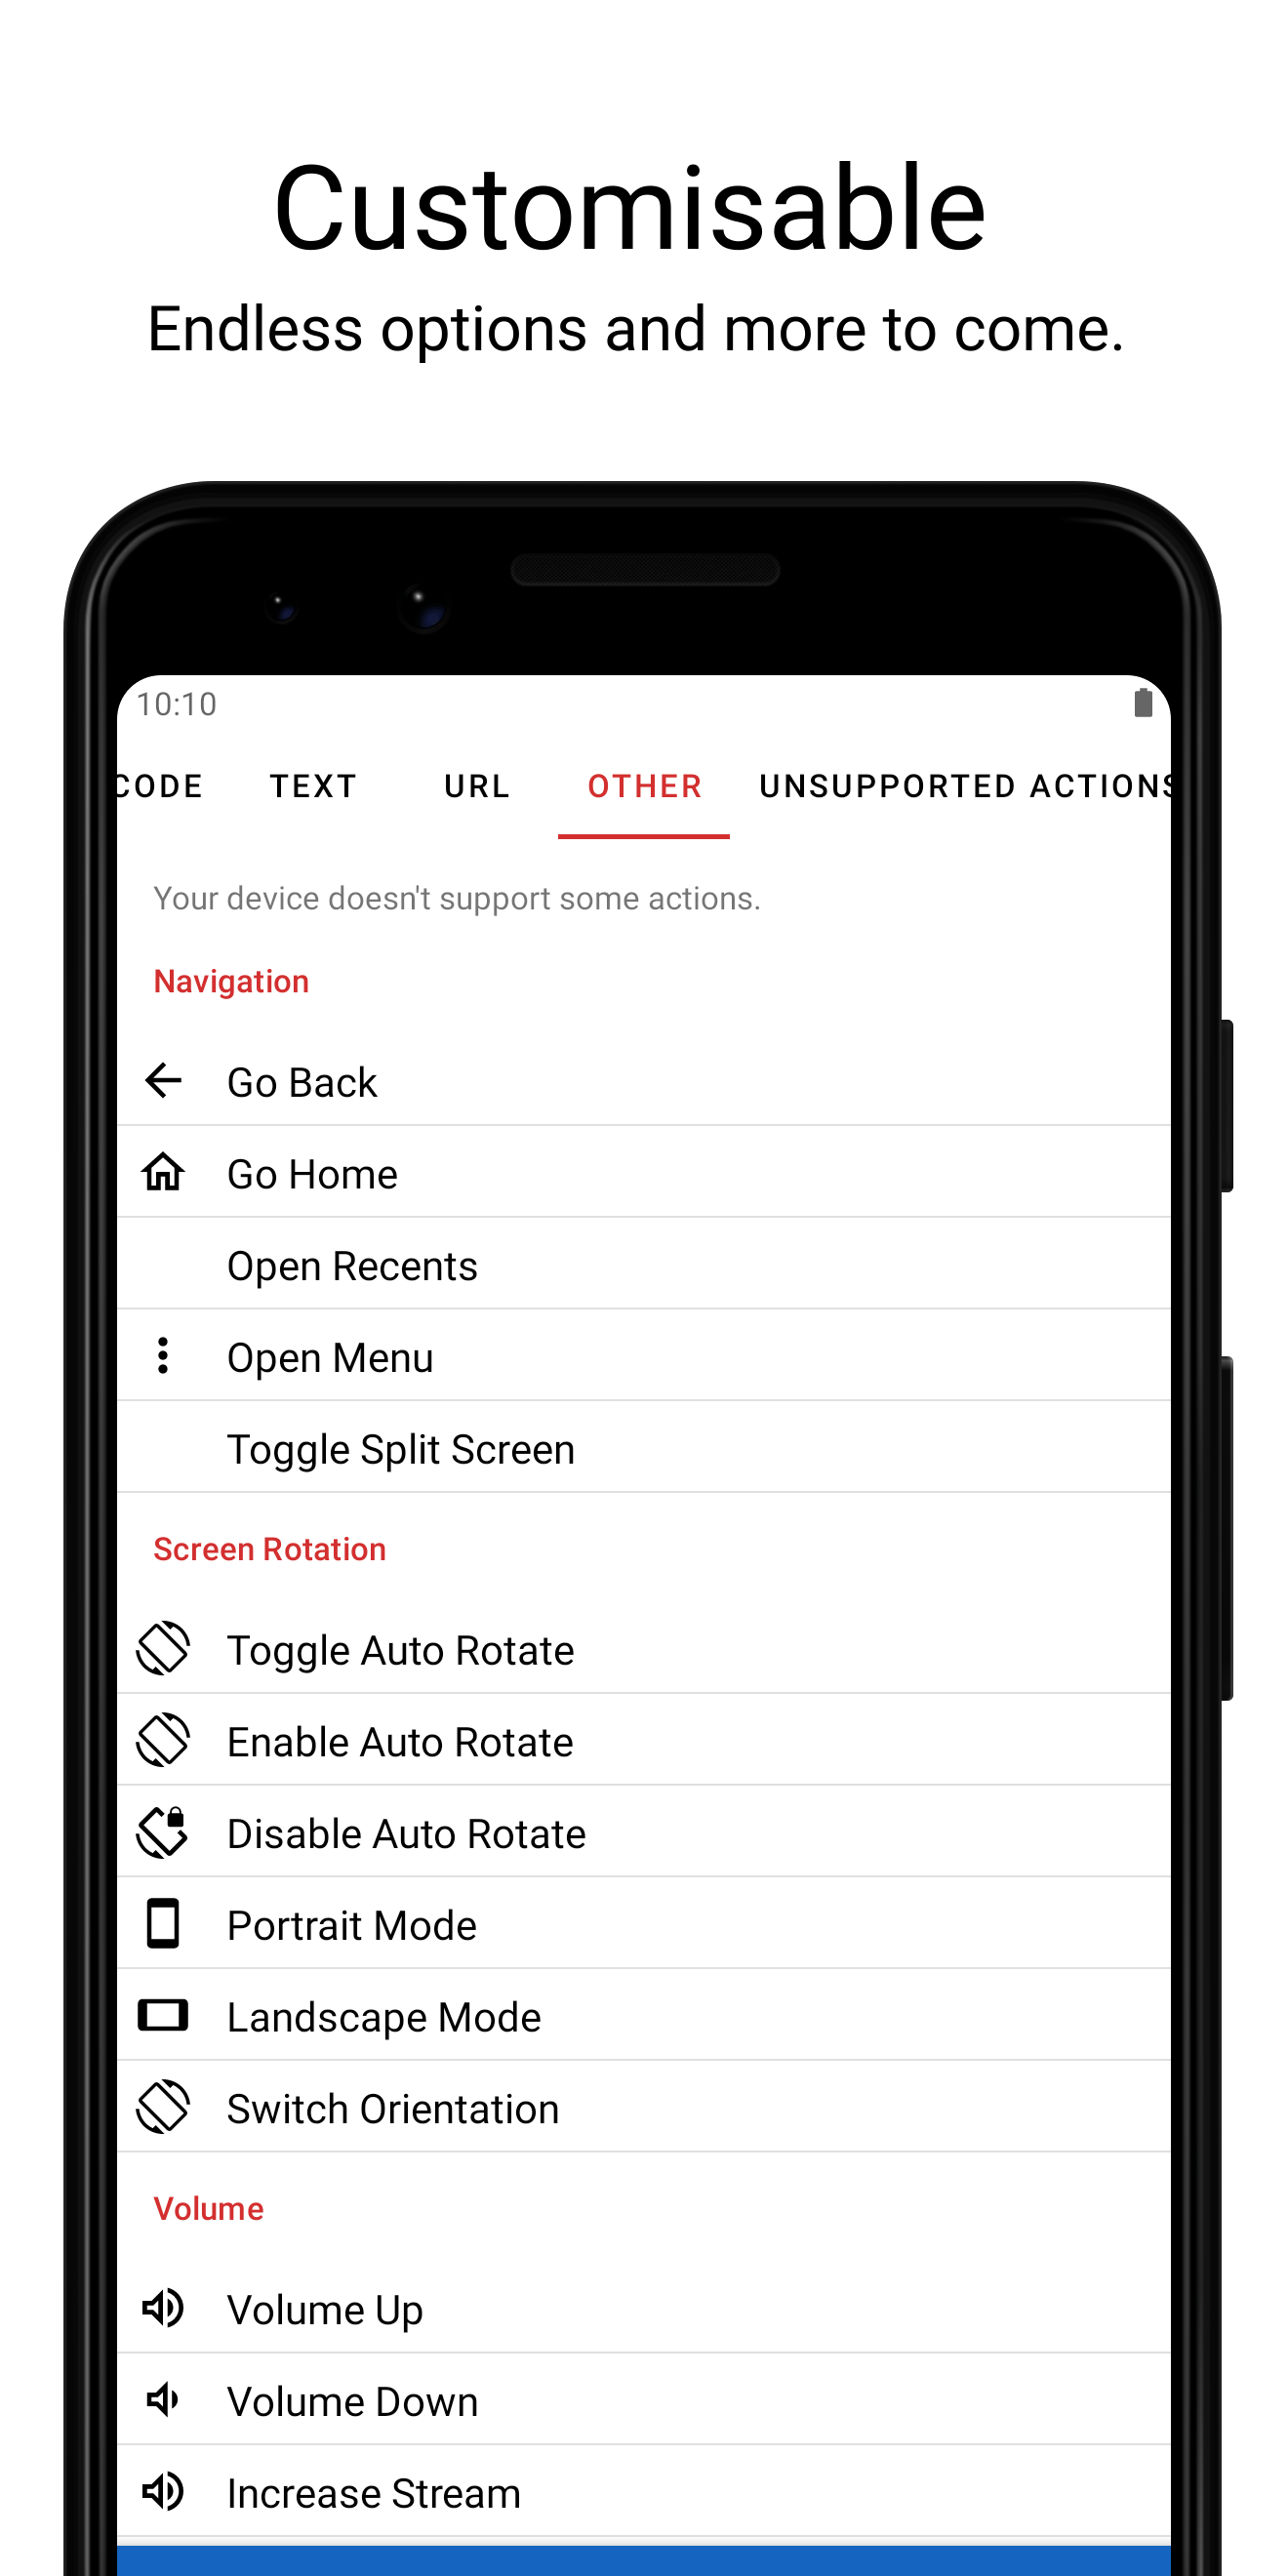 Customisable
Endless options and more to come.
10:10
CODE TEXT URL OTHER UNSUPPORTED ACTIONS
Your device doesn't support some actions.
Navigation
Go Back
Go Home
Open Recents
Open Menu
Toggle Split Screen
Screen Rotation
Toggle Auto Rotate
Enable Auto Rotate
Disable Auto Rotate
Portrait Mode
Landscape Mode
Switch Orientation
Volume
Volume Up
Volume Down
Increase Stream